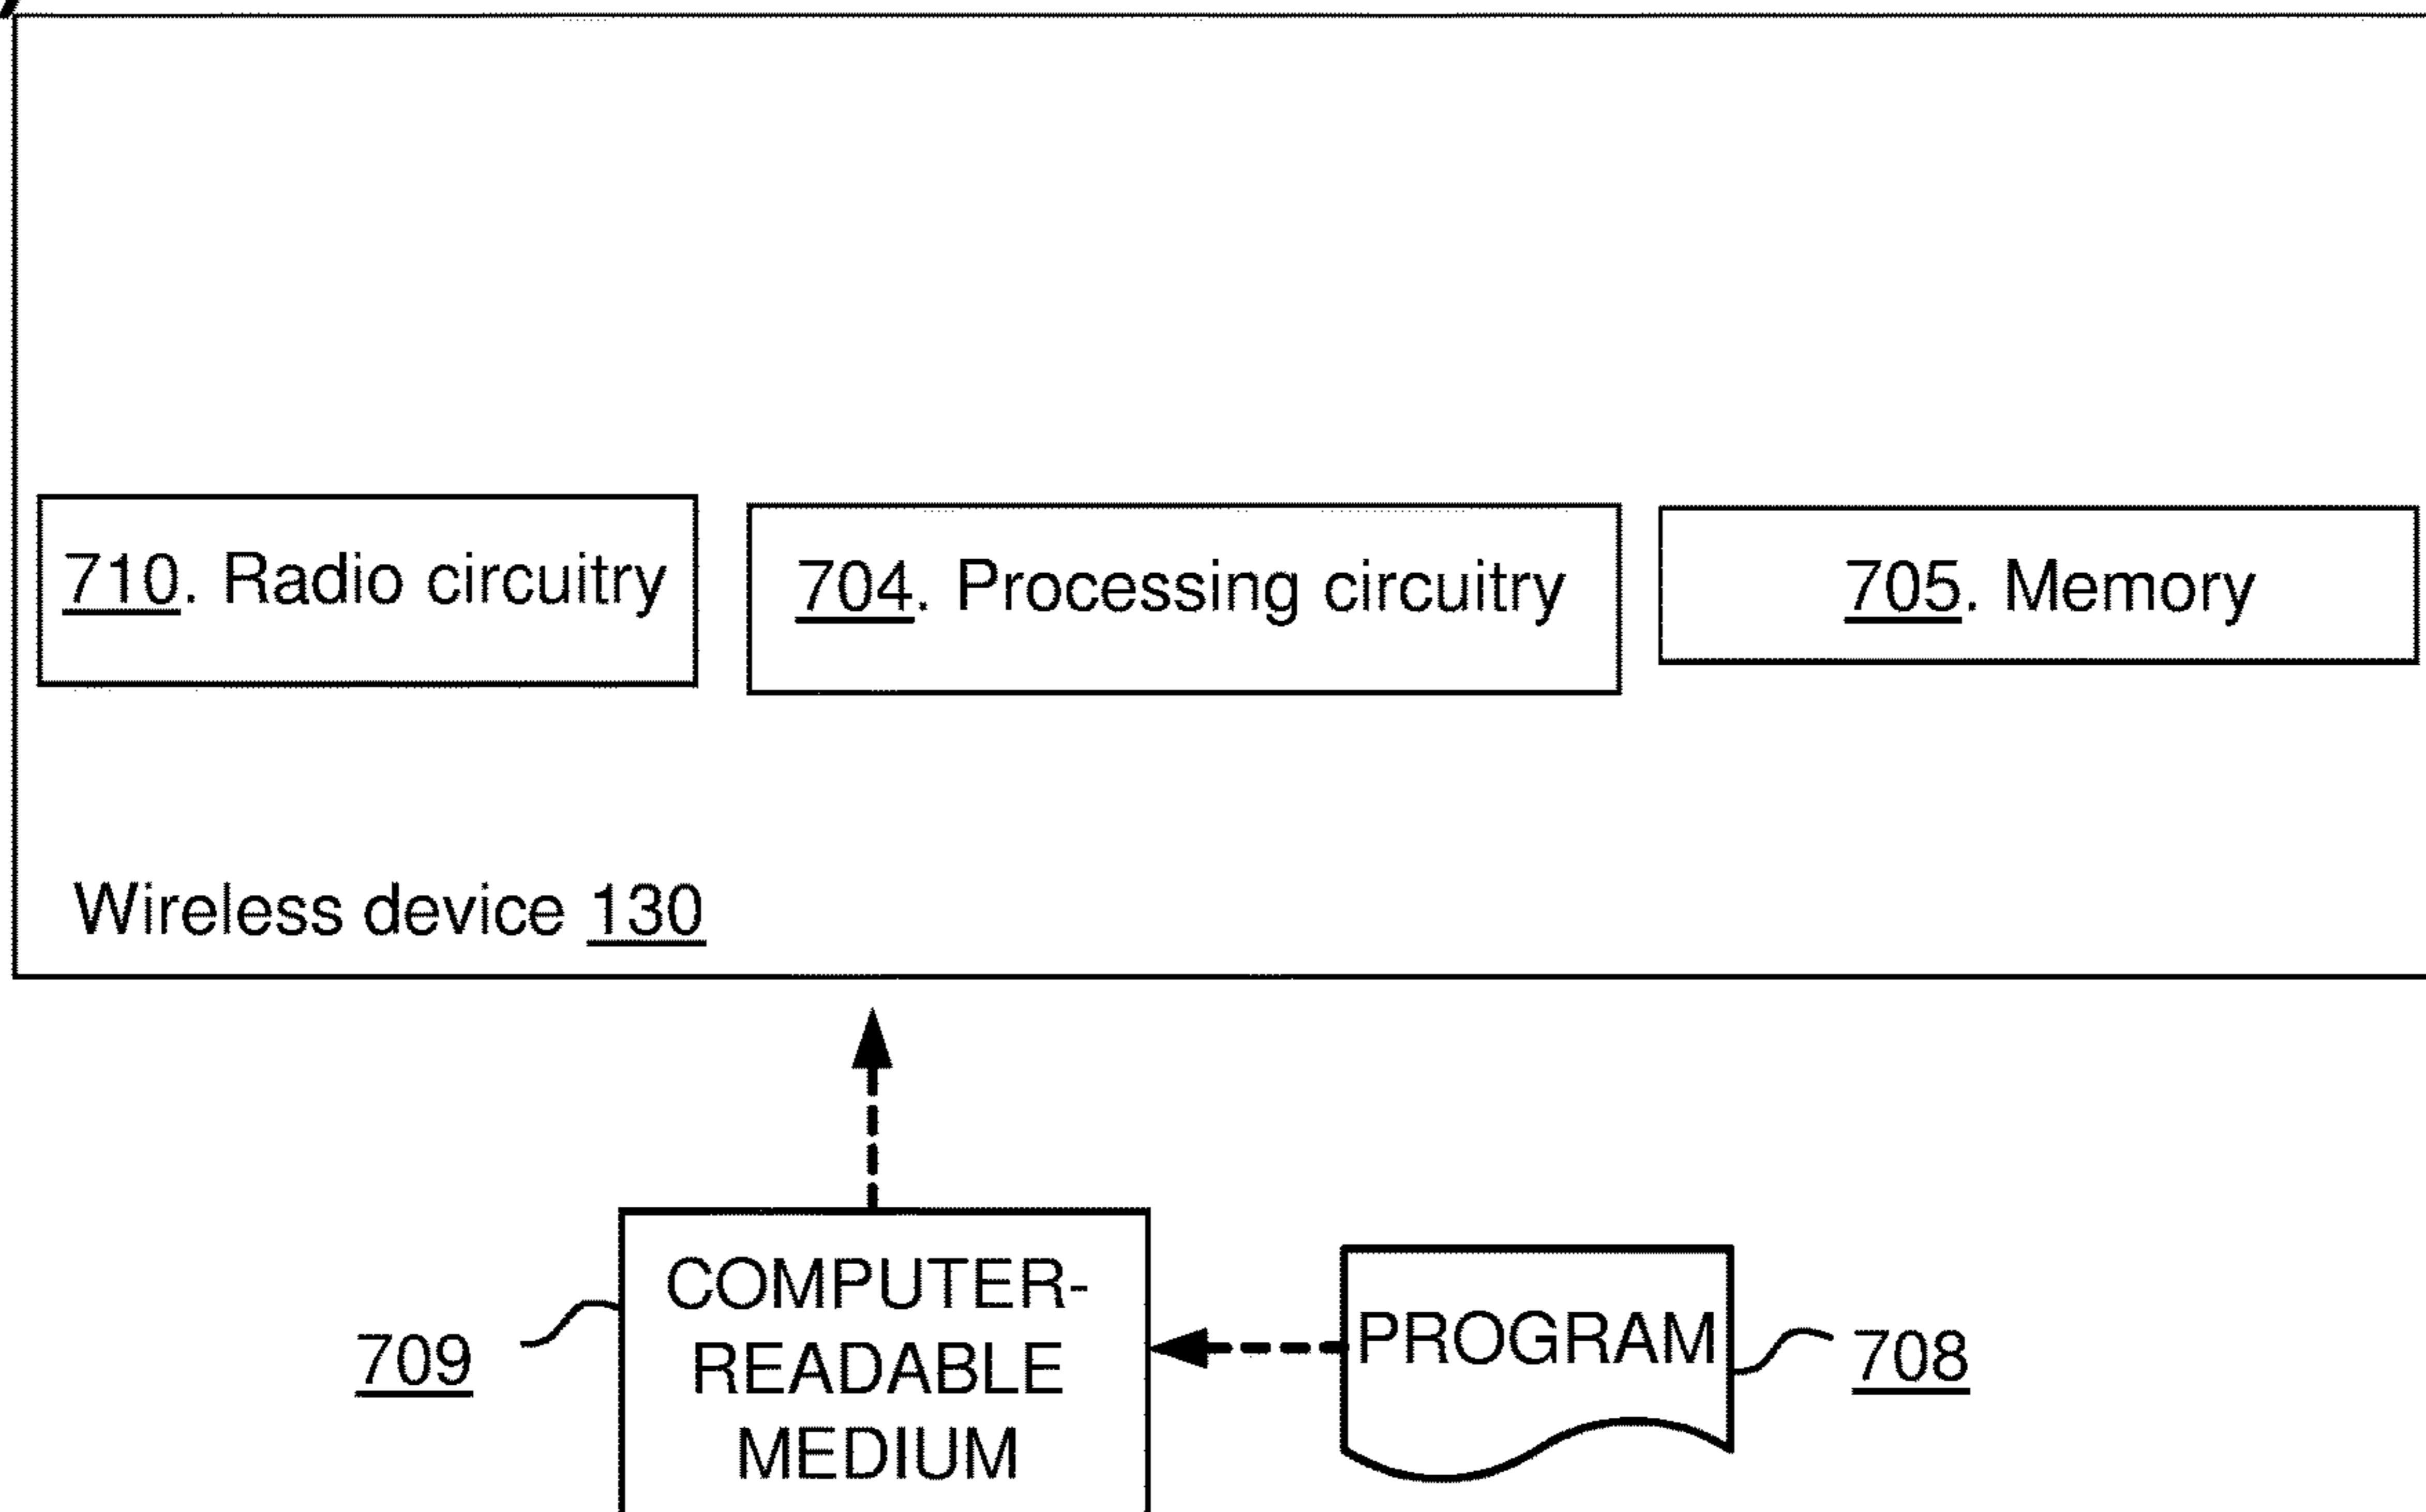 710. Radio circuitry
704. Processing circuitry
705. Memory
Wireless device 130
COMPUTER-
READABLE
MEDIUM
709
PROGRAM
708